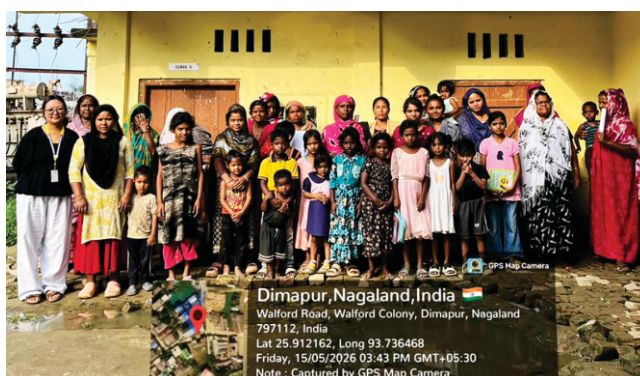 CLASS
GPS Map Camera
Dimapur,Nagaland,India
Walford Road, Walford Colony, Dimapur, Nagaland
797112, India
Lat 25.912162, Long 93.736468
Friday, 15/05/2026 03:43 PM GMT+05:30
Note : Captured by GPS Map Camera